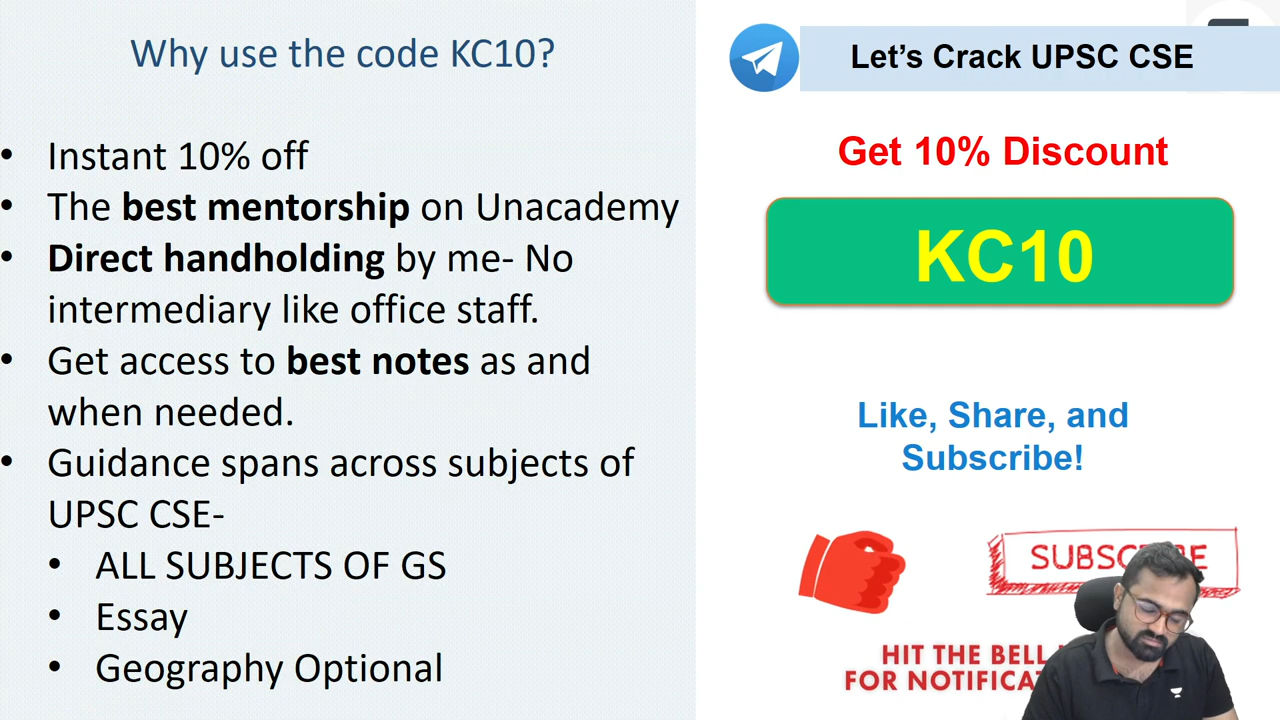 Why use the code KC10?
• Instant 10% off
• The best mentorship on Unacademy
• Direct handholding by me- No
intermediary like office staff.
• Get access to best notes as and
when needed.
• Guidance spans across subjects of
UPSC CSE-
• ALL SUBJECTS OF GS
• Essay
• Geography Optional
Let’s Crack UPSC CSE
Get 10% Discount
KC10
Like, Share, and
Subscribe!
HIT THE BELL
FOR